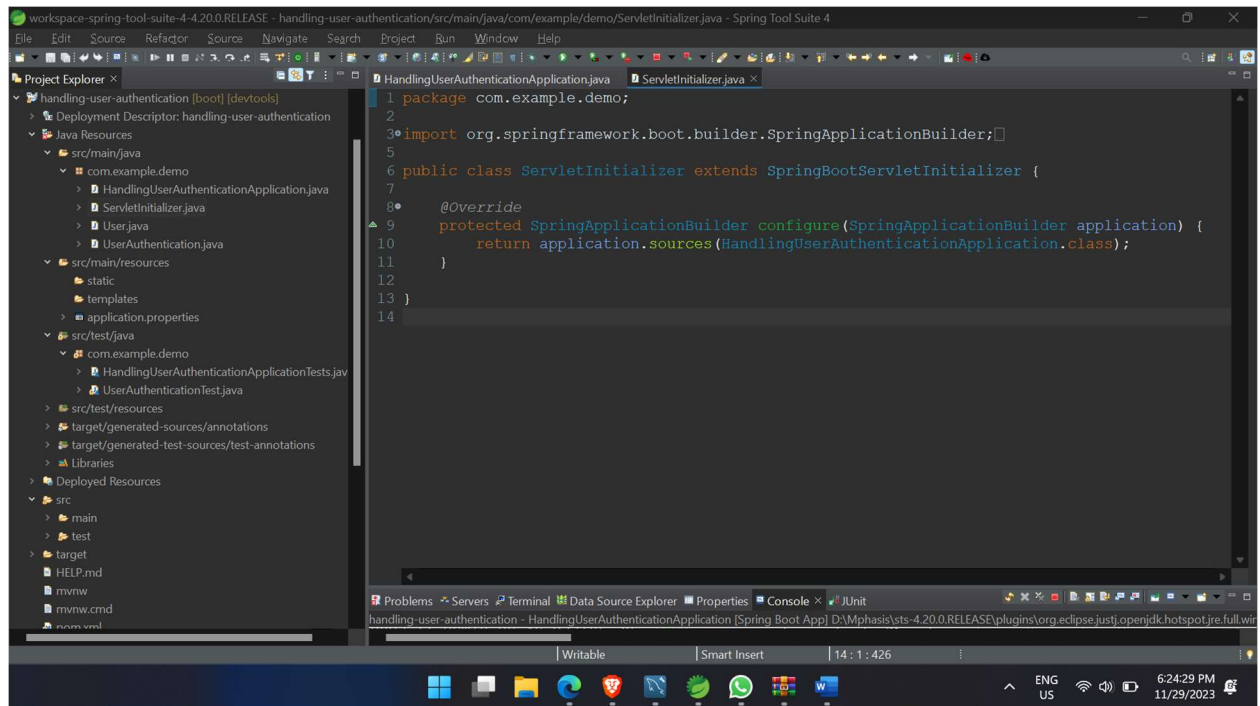 workspace-spring-tool-suite-4-4.20.0.RELEASE - handling-user-authentication/src/main/java/com/example/demo/ServletInitializer.java - Spring Tool Suite 4
File Edit Source Refactor Source Navigate Search Project Run Window Help
Project Explorer
handling-user-authentication [boot] [devtools]
Deployment Descriptor: handling-user-authentication
Java Resources
src/main/java
com.example.demo
HandlingUserAuthenticationApplication.java
ServletInitializer.java
User.java
UserAuthentication.java
src/main/resources
static
templates
application.properties
src/test/java
com.example.demo
HandlingUserAuthenticationApplicationTests.jav
UserAuthenticationTest.java
src/test/resources
target/generated-sources/annotations
target/generated-test-sources/test-annotations
Libraries
Deployed Resources
src
main
test
target
HELP.md
mvnw
mvnw.cmd
pom.xml
HandlingUserAuthenticationApplication.java ServletInitializer.java
1 package com.example.demo;
2
3 import org.springframework.boot.builder.SpringApplicationBuilder;
5
6 public class ServletInitializer extends SpringBootServletInitializer {
7
8 @Override
9 protected SpringApplicationBuilder configure(SpringApplicationBuilder application) {
10 return application.sources(HandlingUserAuthenticationApplication.class);
11 }
12
13 }
14
Problems Servers Terminal Data Source Explorer Properties Console JUnit
handling-user-authentication - HandlingUserAuthenticationApplication [Spring Boot App] D:\Mphasis\sts-4.20.0.RELEASE\plugins\org.eclipse.justj.openjdk.hotspot.jre.full.wir
Writable Smart Insert 14 : 1 : 426
ENG
US
6:24:29 PM
11/29/2023